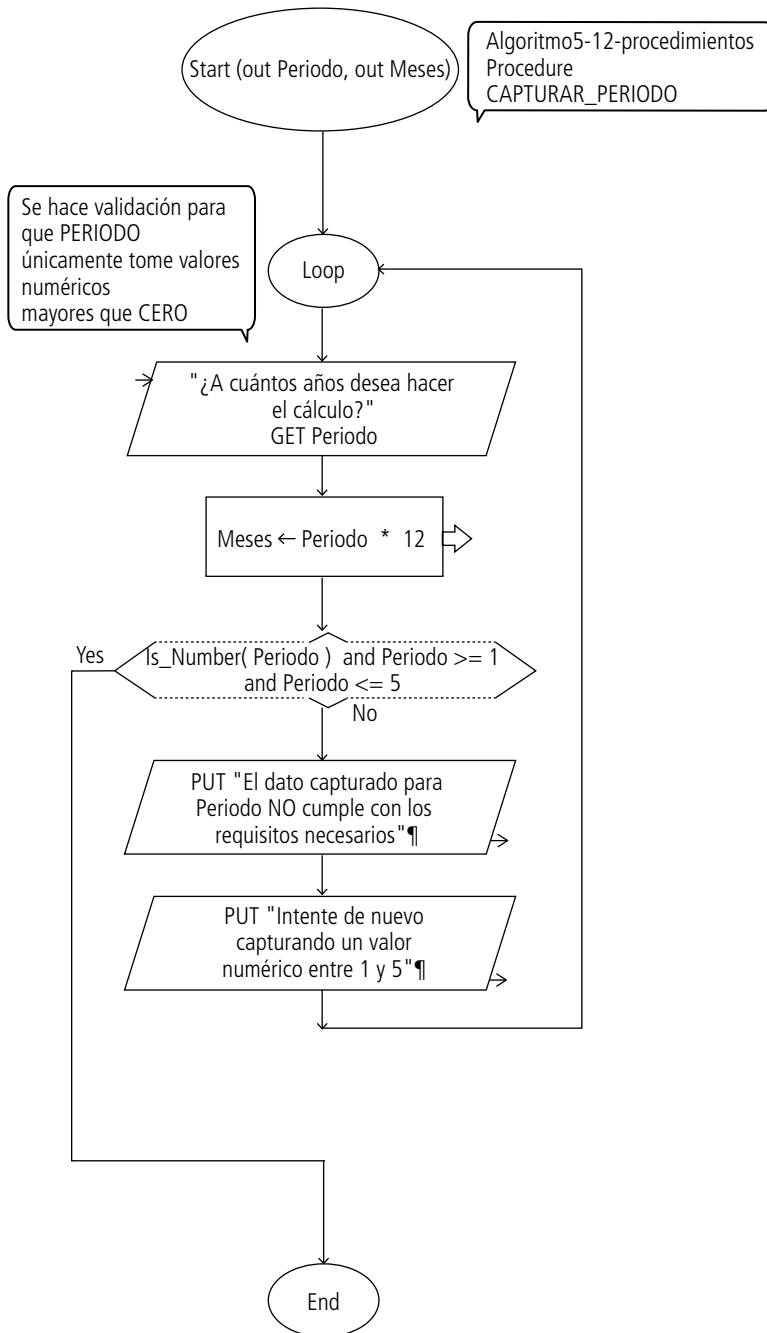 Start (out Periodo, out Meses)
Algoritmo5-12-procedimientos
Procedure
CAPTURAR_PERIODO
Se hace validación para
que PERIODO
únicamente tome valores
numéricos
mayores que CERO
Loop
"¿A cuántos años desea hacer
el cálculo?"
GET Periodo
Meses ← Periodo * 12
Yes
Is_Number( Periodo ) and Periodo >= 1
and Periodo <= 5
No
PUT "El dato capturado para
Periodo NO cumple con los
requisitos necesarios"¶
PUT "Intente de nuevo
capturando un valor
numérico entre 1 y 5"¶
End